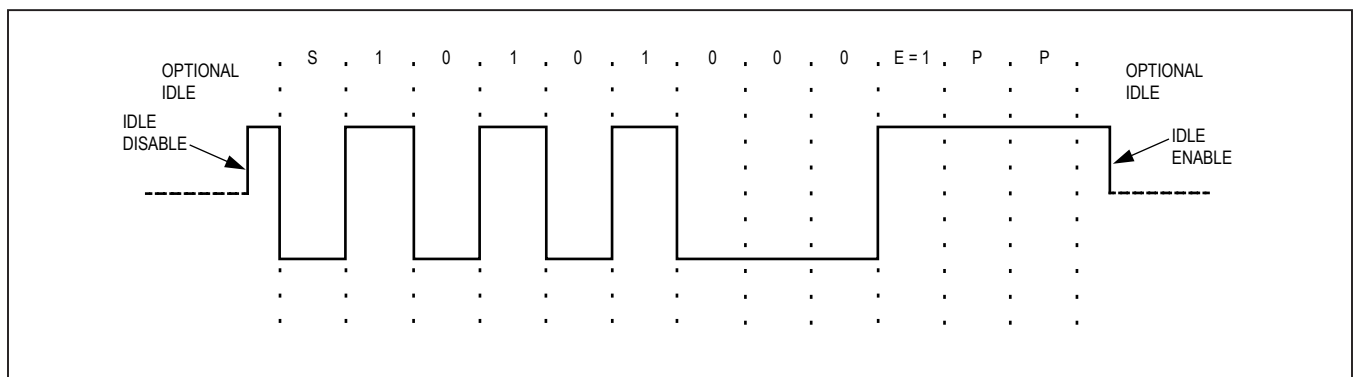 S 1 0 1 0 1 0 0 0 E = 1 P P
OPTIONAL
IDLE
OPTIONAL
IDLE
IDLE
DISABLE
IDLE
ENABLE